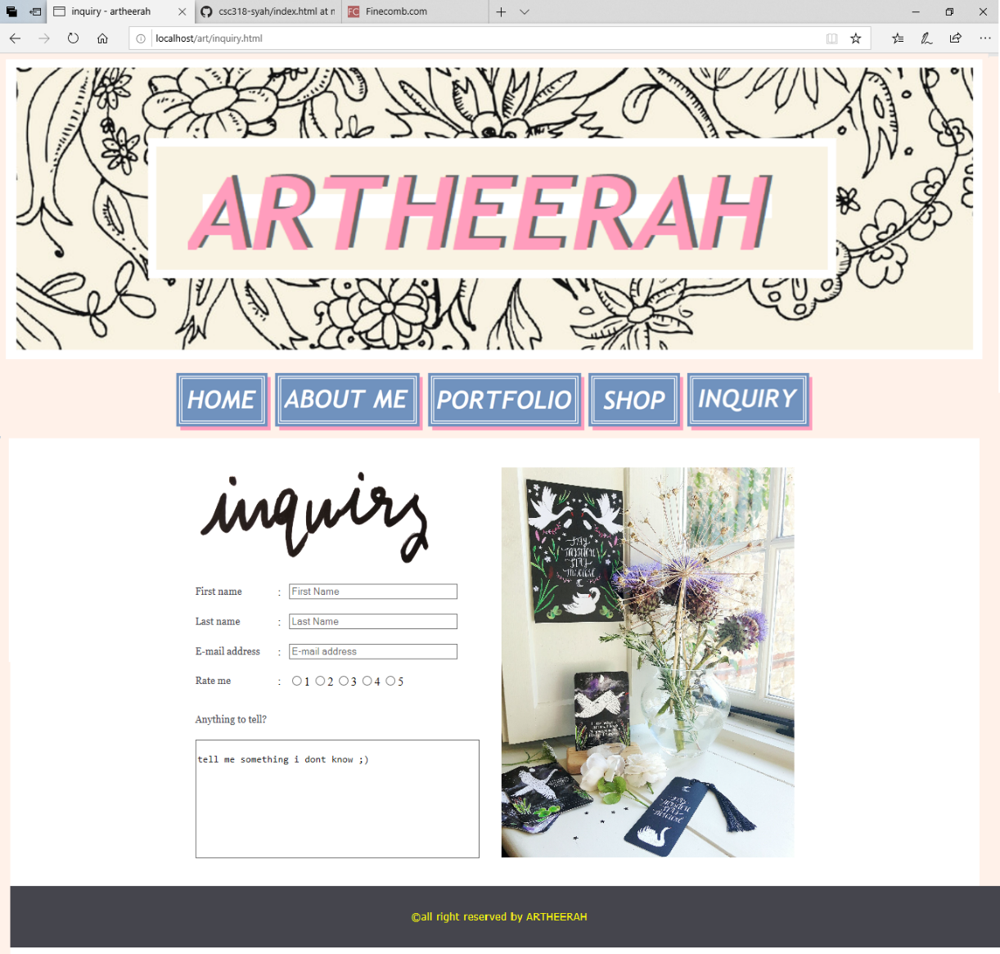 inquiry - artheerah
csc318-syah/index.html at m
FC Finecomb.com
localhost/art/inquiry.html
ARTHEERAH
HOME ABOUT ME PORTFOLIO SHOP INQUIRY
inquiry
First name : First Name
Last name : Last Name
E-mail address : E-mail address
Rate me : 1 2 3 4 5
Anything to tell?
tell me something i dont know ;)
©all right reserved by ARTHEERAH